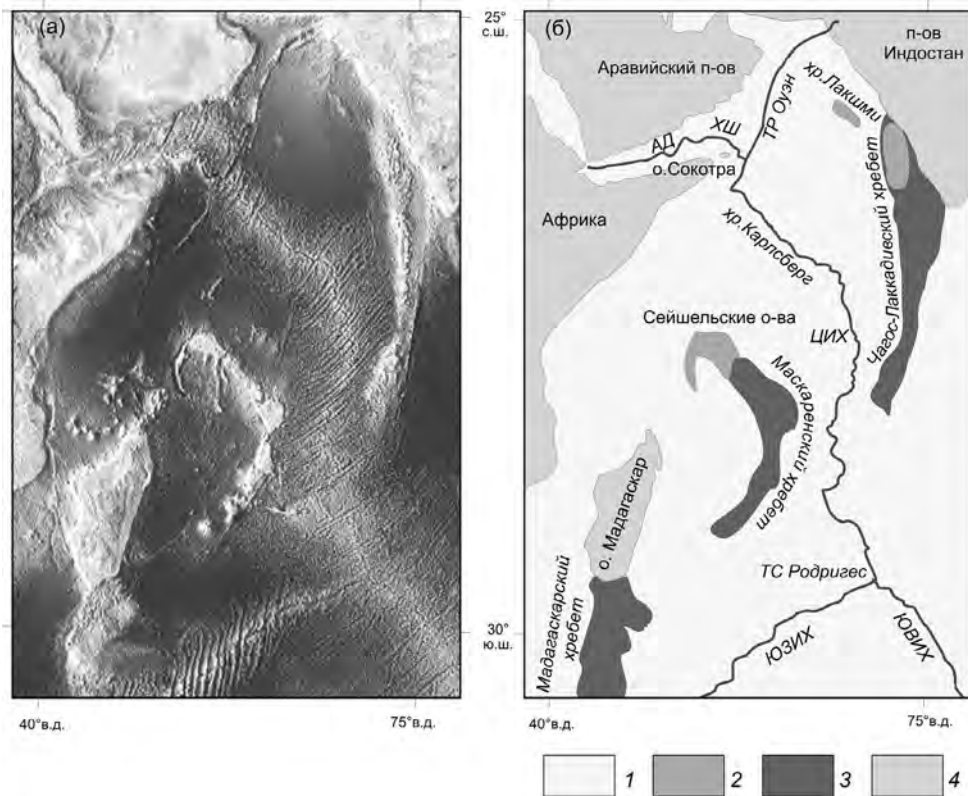 (а)
25°
с.ш.
30°
ю.ш.
40°в.д.
75°в.д.
(б)
п-ов
Индостан
Аравийский п-ов
хр.Лакшми
ТР Оуэн
АД
ХШ
о.Сокотра
Африка
хр.Карлсберг
Чагос-Лаккадивский хребет
Сейшельские о-ва
ЦИХ
Маскаренский хребет
о. Мадагаскар
ТС Родригес
Мадагаскарский
хребет
ЮЗИХ
ЮВИХ
40°в.д.
75°в.д.
1
2
3
4